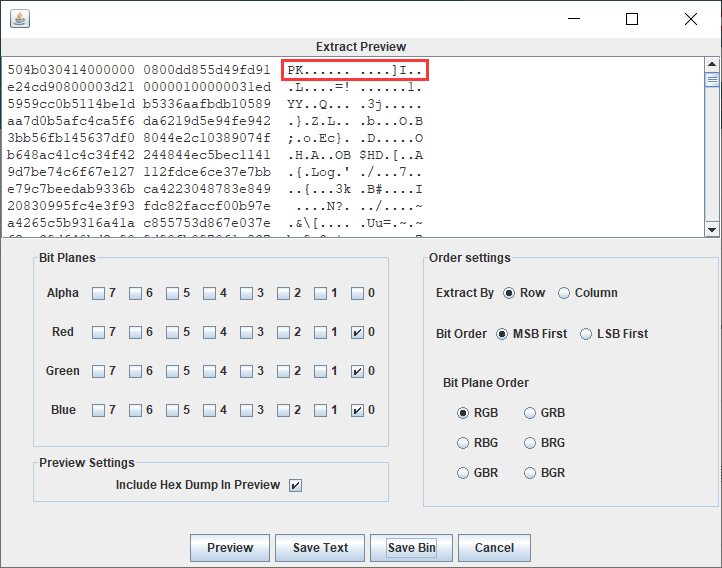 Extract Preview
504b030414000000 0800dd855d49fd91 PK...... ....]I..
e24cd90800003d21 00000100000031ed .L....=! ......1.
5959cc0b5114be1d b5336aafbdb10589 YY..Q... .3j.....
aa7d0b5afc4ca5f6 da6219d5e94fe942 .}.Z.L.. .b...O.B
3bb56fb145637df0 8044e2c10389074f ;.o.Ec}. .D.....O
b648ac41c4c34f42 244844ec5bec1141 .H.A..OB $HD.[..A
9d7be74c6f67e127 112fdce6ce37e7bb .{.Log.' ./...7..
e79c7beedab9336b ca4223048783e849 ..{...3k .B#....I
20830995fc4e3f93 fdc82faccf00b97e ....N?. ../....~
a4265c5b9316a41a c855753d867e037e .&\[.... .Uu=.~.~
Bit Planes
Order settings
Alpha 7 6 5 4 3 2 1 0
Extract By Row Column
Red 7 6 5 4 3 2 1 0
Bit Order MSB First LSB First
Green 7 6 5 4 3 2 1 0
Bit Plane Order
Blue 7 6 5 4 3 2 1 0
RGB GRB
RBG BRG
GBR BGR
Preview Settings
Include Hex Dump In Preview
Preview Save Text Save Bin Cancel